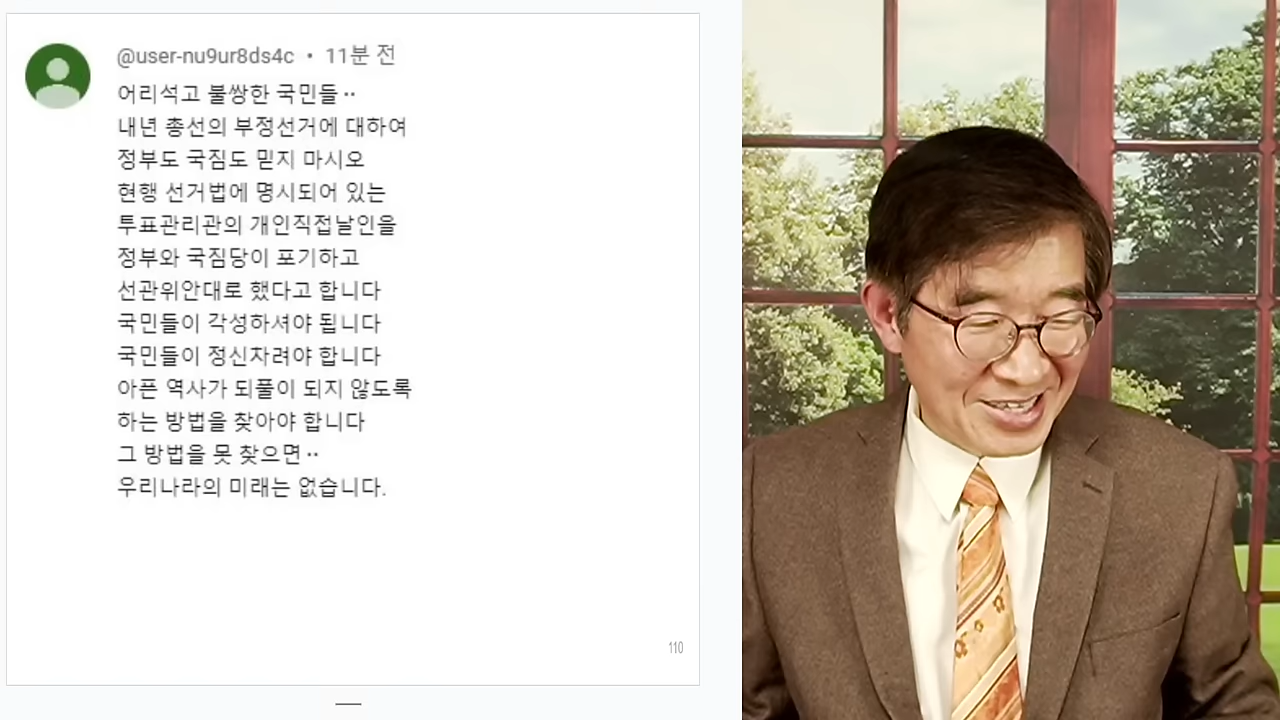 @user-nu9ur8ds4c • 11분 전
어리석고 불쌍한 국민들··
내년 총선의 부정선거에 대하여
정부도 국짐도 믿지 마시오
현행 선거법에 명시되어 있는
투표관리관의 개인직접날인을
정부와 국짐당이 포기하고
선관위안대로 했다고 합니다
국민들이 각성하셔야 됩니다
국민들이 정신차려야 합니다
아픈 역사가 되풀이 되지 않도록
하는 방법을 찾아야 합니다
그 방법을 못 찾으면··
우리나라의 미래는 없습니다.
110